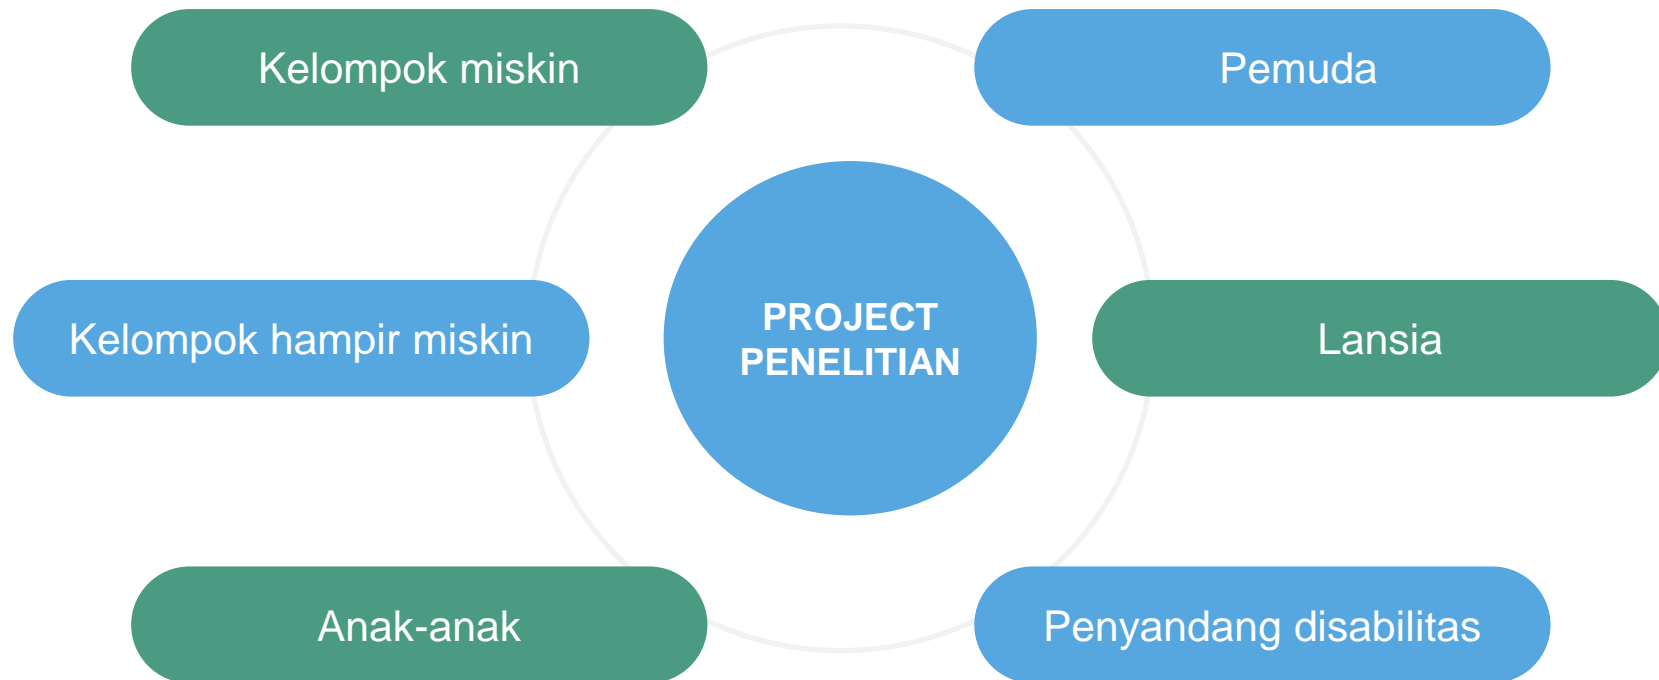 Kelompok miskin
Pemuda
Kelompok hampir miskin
PROJECT
PENELITIAN
Lansia
Anak-anak
Penyandang disabilitas